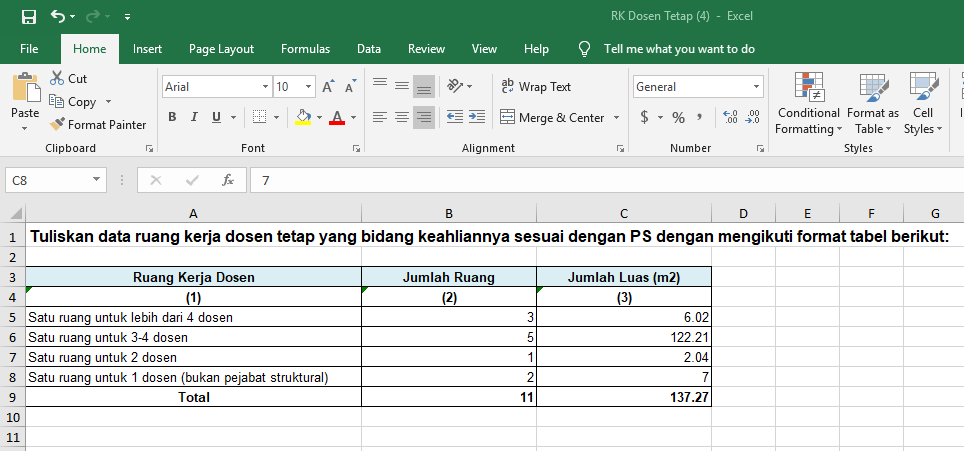 RK Dosen Tetap (4) - Excel
File Home Insert Page Layout Formulas Data Review View Help Tell me what you want to do
Cut
Copy
Format Painter
Paste
Clipboard
Arial 10 A A
B I U A
Font
ab Wrap Text
Merge & Center
Alignment
General
$ % , .00 .00
Number
Conditional Formatting
Format as Table
Cell Styles
Styles
C8 fx 7
A B C D E F G
1 Tuliskan data ruang kerja dosen tetap yang bidang keahliannya sesuai dengan PS dengan mengikuti format tabel berikut:
2
3 Ruang Kerja Dosen Jumlah Ruang Jumlah Luas (m2)
4 (1) (2) (3)
5 Satu ruang untuk lebih dari 4 dosen 3 6.02
6 Satu ruang untuk 3-4 dosen 5 122.21
7 Satu ruang untuk 2 dosen 1 2.04
8 Satu ruang untuk 1 dosen (bukan pejabat struktural) 2 7
9 Total 11 137.27
10
11